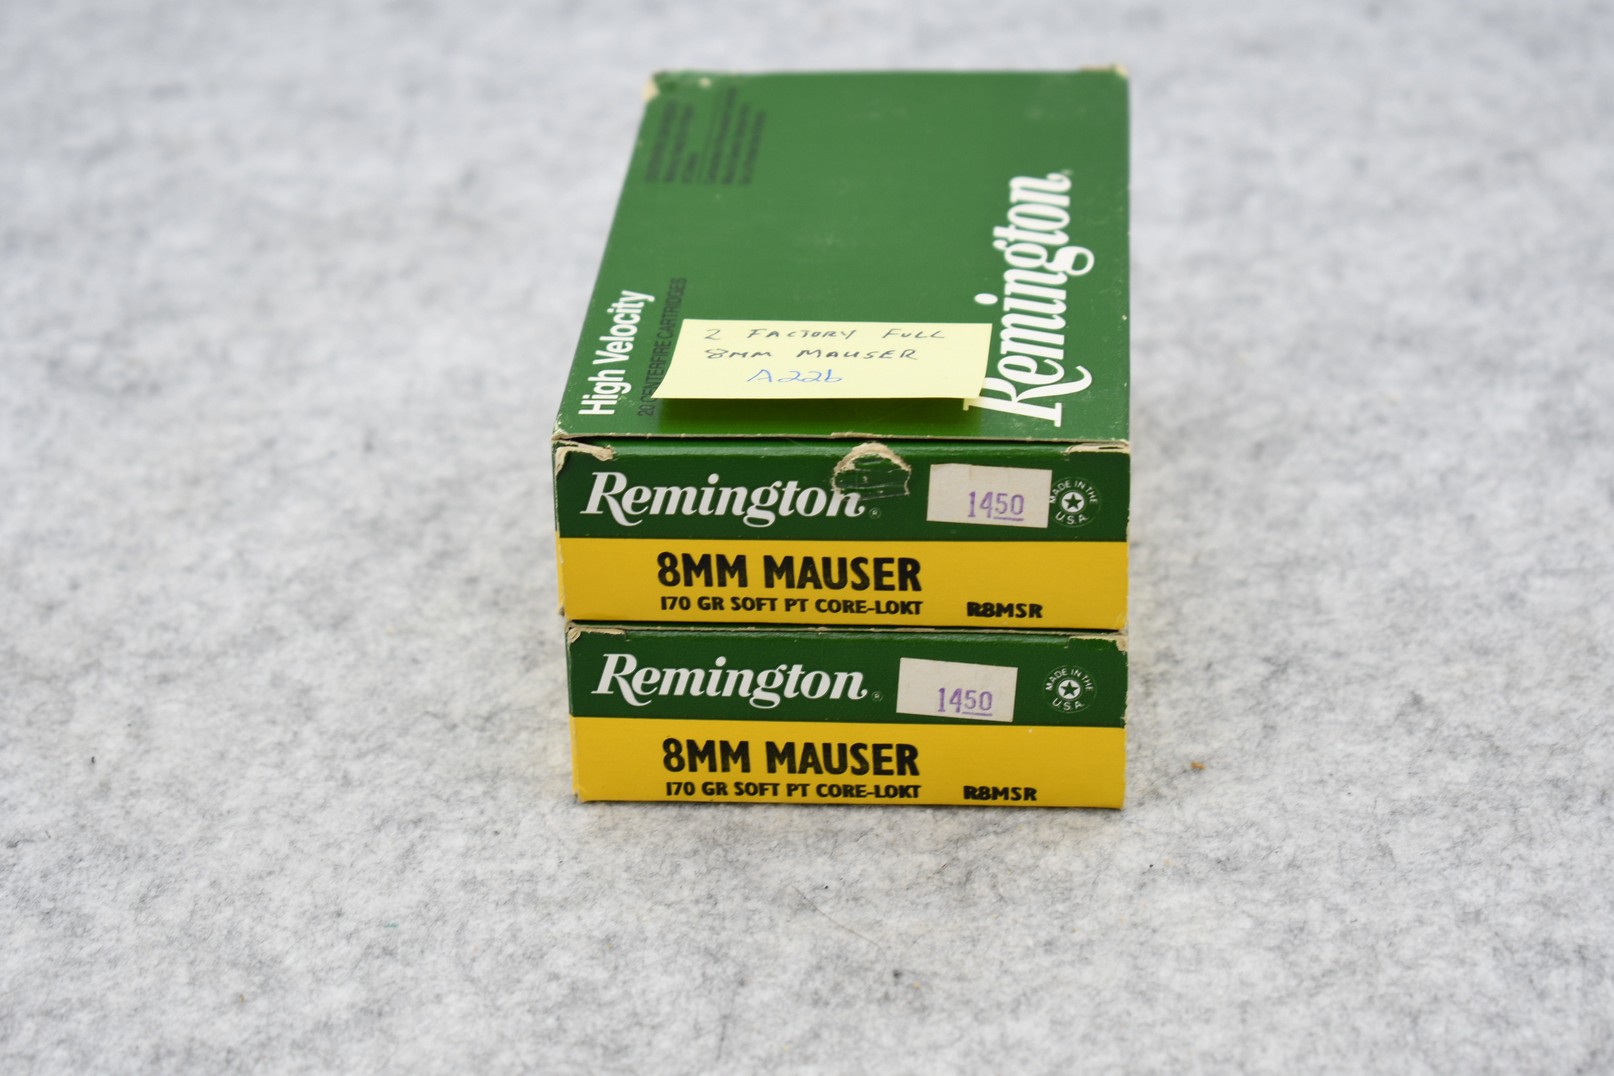 High Velocity
20 CENTERFIRE CARTRIDGES
Remington
2 FACTORY FULL
8MM MAUSER
A22b
Remington®
1450
MADE IN THE
U.S.A.
8MM MAUSER
170 GR SOFT PT CORE-LOKT R8MSR
Remington®
1450
MADE IN THE
U.S.A.
8MM MAUSER
170 GR SOFT PT CORE-LOKT R8MSR